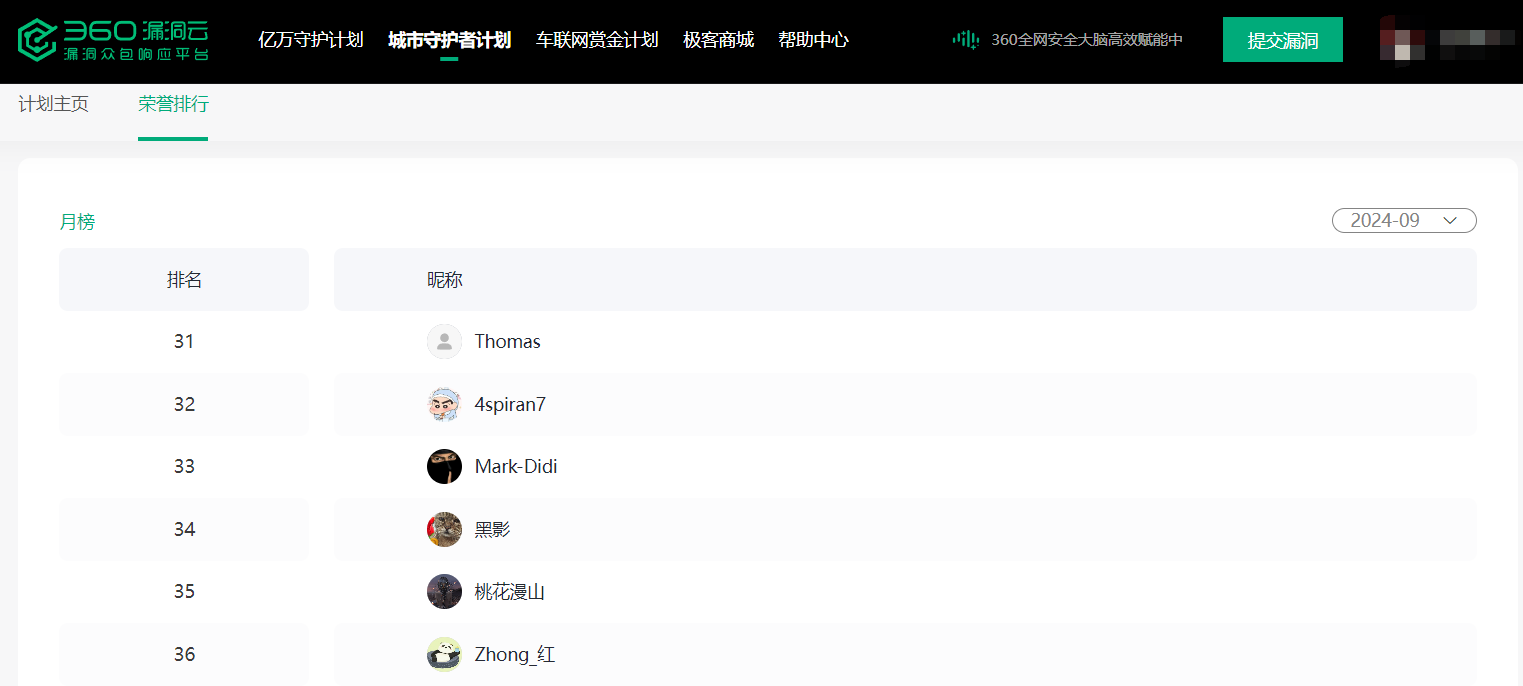 360漏洞云
漏洞众包响应平台
亿万守护计划 城市守护者计划 车联网赏金计划 极客商城 帮助中心 360全网安全大脑高效赋能中 提交漏洞
计划主页 荣誉排行
月榜 2024-09
排名 昵称
31 Thomas
32 4spiran7
33 Mark-Didi
34 黑影
35 桃花漫山
36 Zhong_红